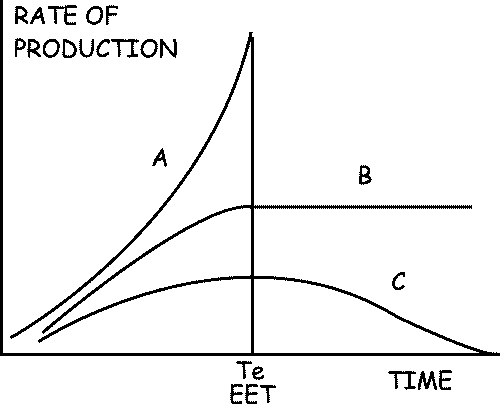 RATE OF
PRODUCTION
A
B
C
Te
EET
TIME